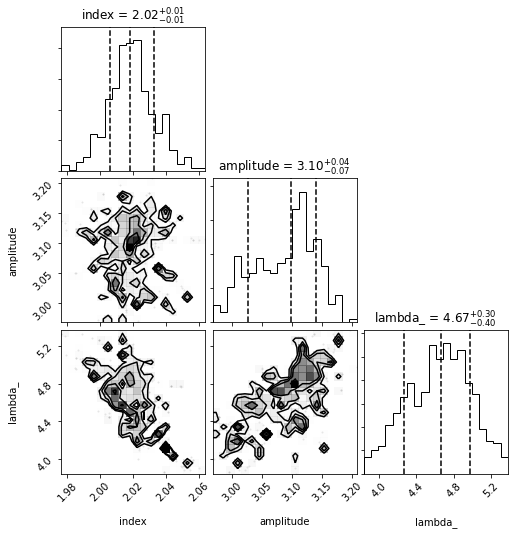 index = 2.02+0.01−0.01
amplitude = 3.10+0.04−0.07
lambda_ = 4.67+0.30−0.40
amplitude
3.20
3.15
3.10
3.05
3.00
lambda_
5.2
4.8
4.4
4.0
1.98 2.00 2.02 2.04 2.06
3.00 3.05 3.10 3.15 3.20
4.0 4.4 4.8 5.2
index
amplitude
lambda_